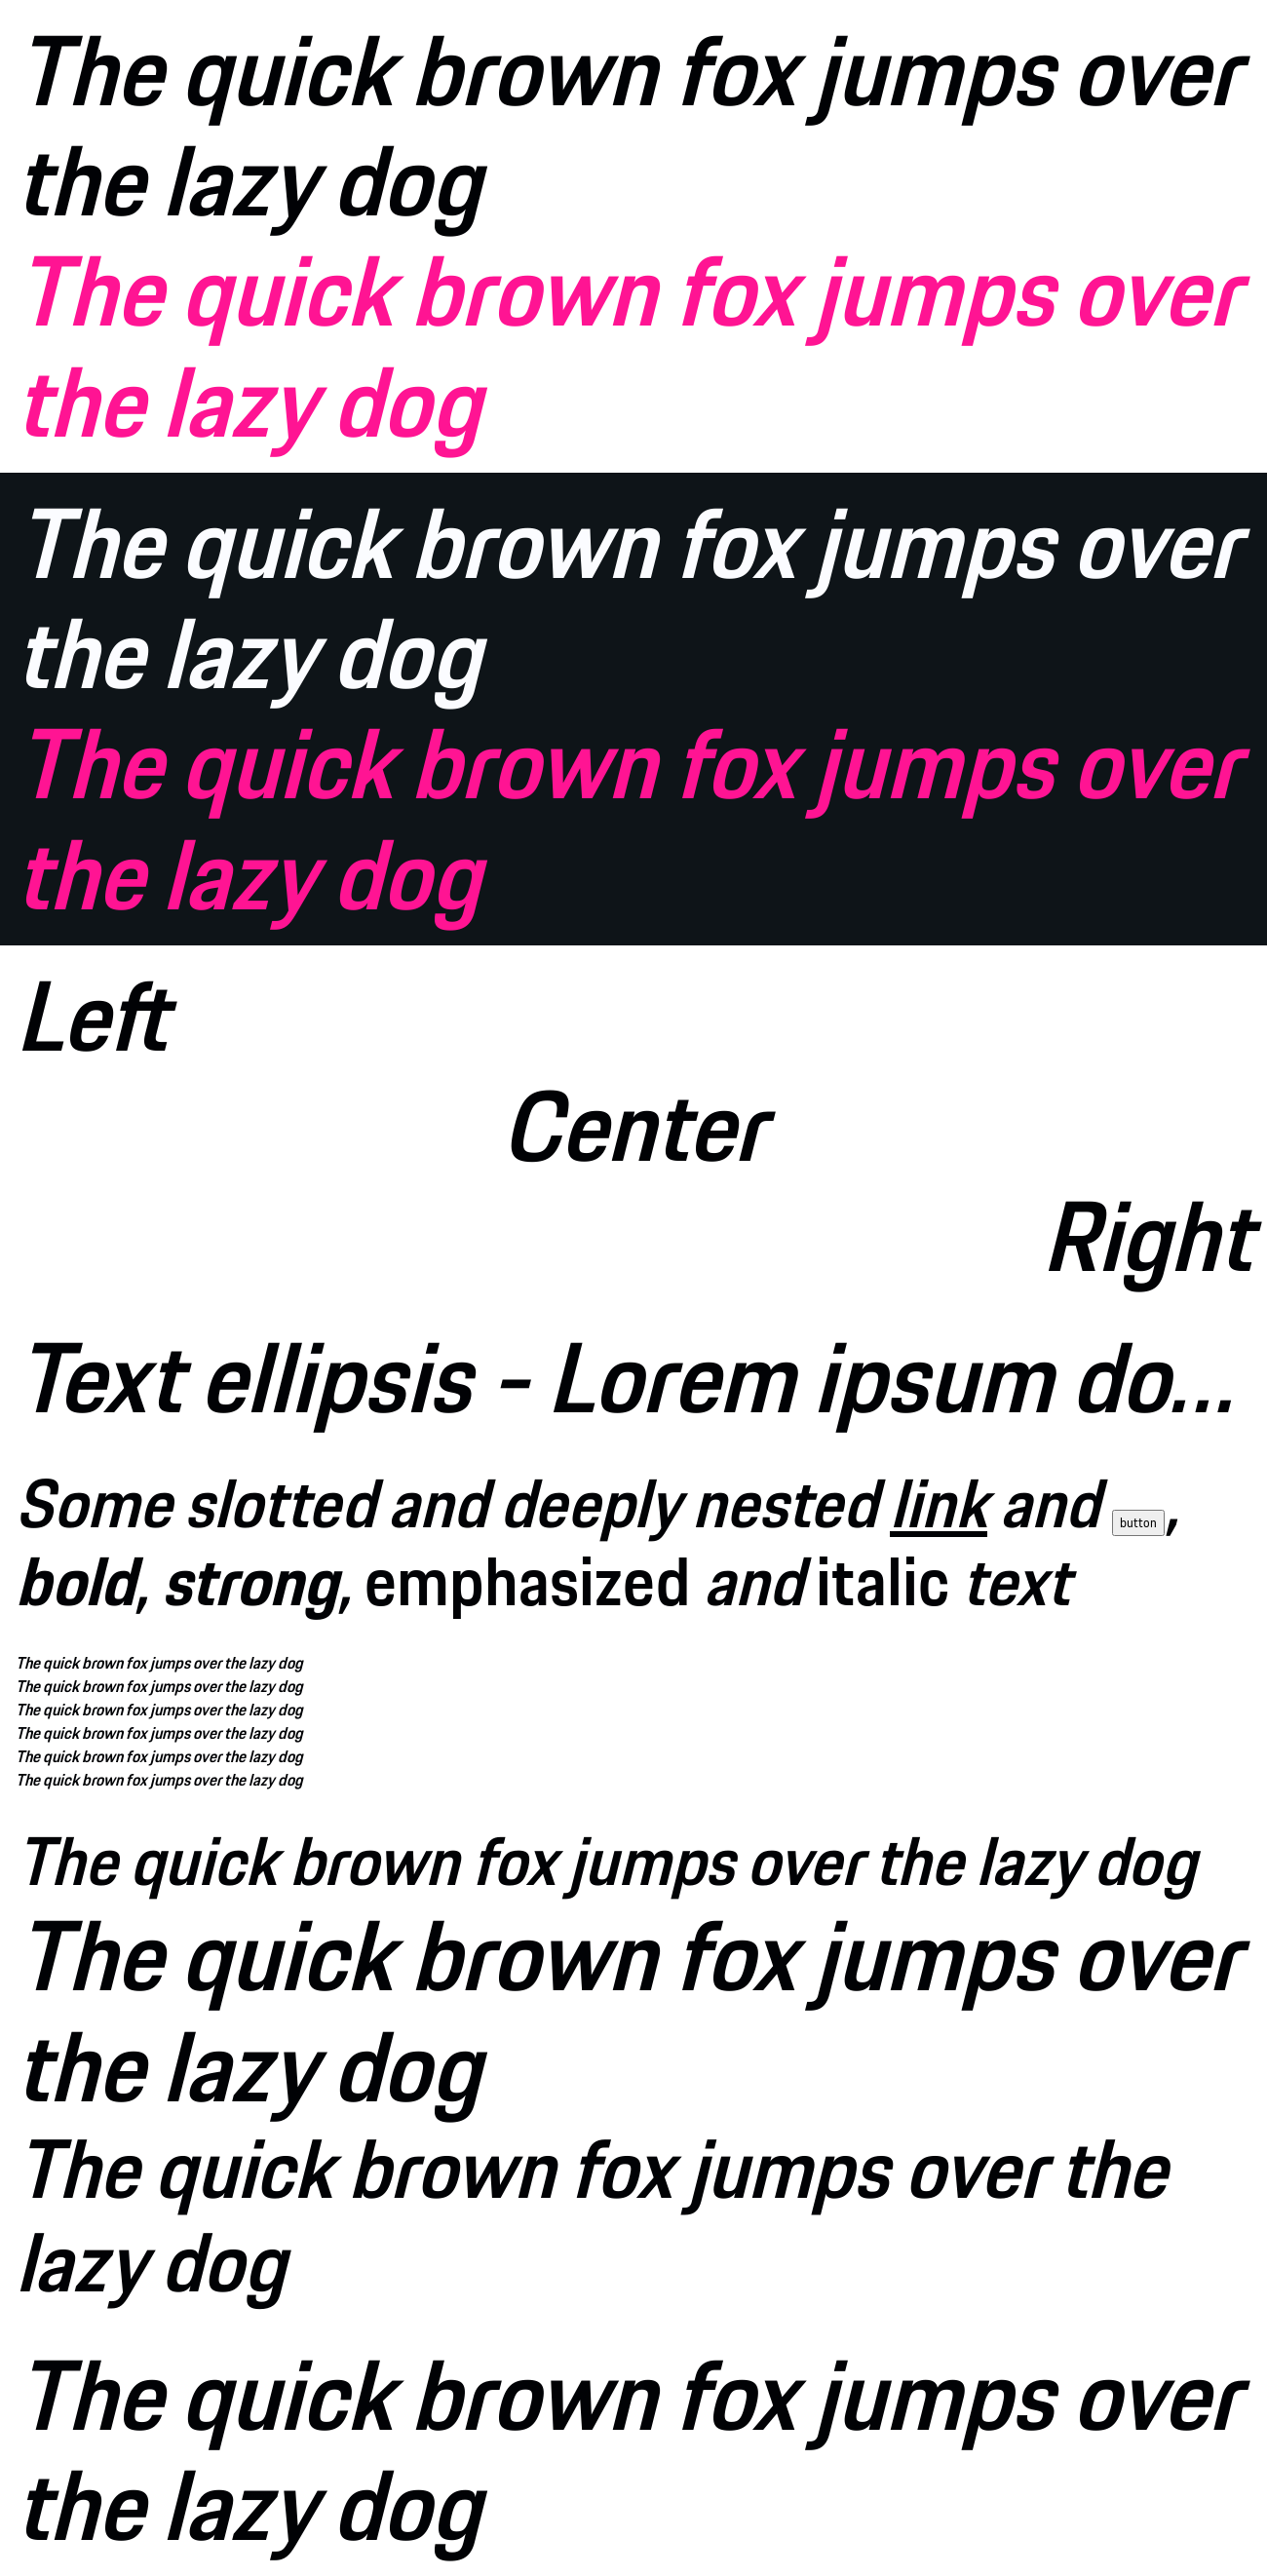 The quick brown fox jumps over
the lazy dog
The quick brown fox jumps over
the lazy dog
The quick brown fox jumps over
the lazy dog
The quick brown fox jumps over
the lazy dog
Left
Center
Right
Text ellipsis - Lorem ipsum do...
Some slotted and deeply nested link and button,
bold, strong, emphasized and italic text
The quick brown fox jumps over the lazy dog
The quick brown fox jumps over the lazy dog
The quick brown fox jumps over the lazy dog
The quick brown fox jumps over the lazy dog
The quick brown fox jumps over the lazy dog
The quick brown fox jumps over the lazy dog
The quick brown fox jumps over the lazy dog
The quick brown fox jumps over
the lazy dog
The quick brown fox jumps over the
lazy dog
The quick brown fox jumps over
the lazy dog